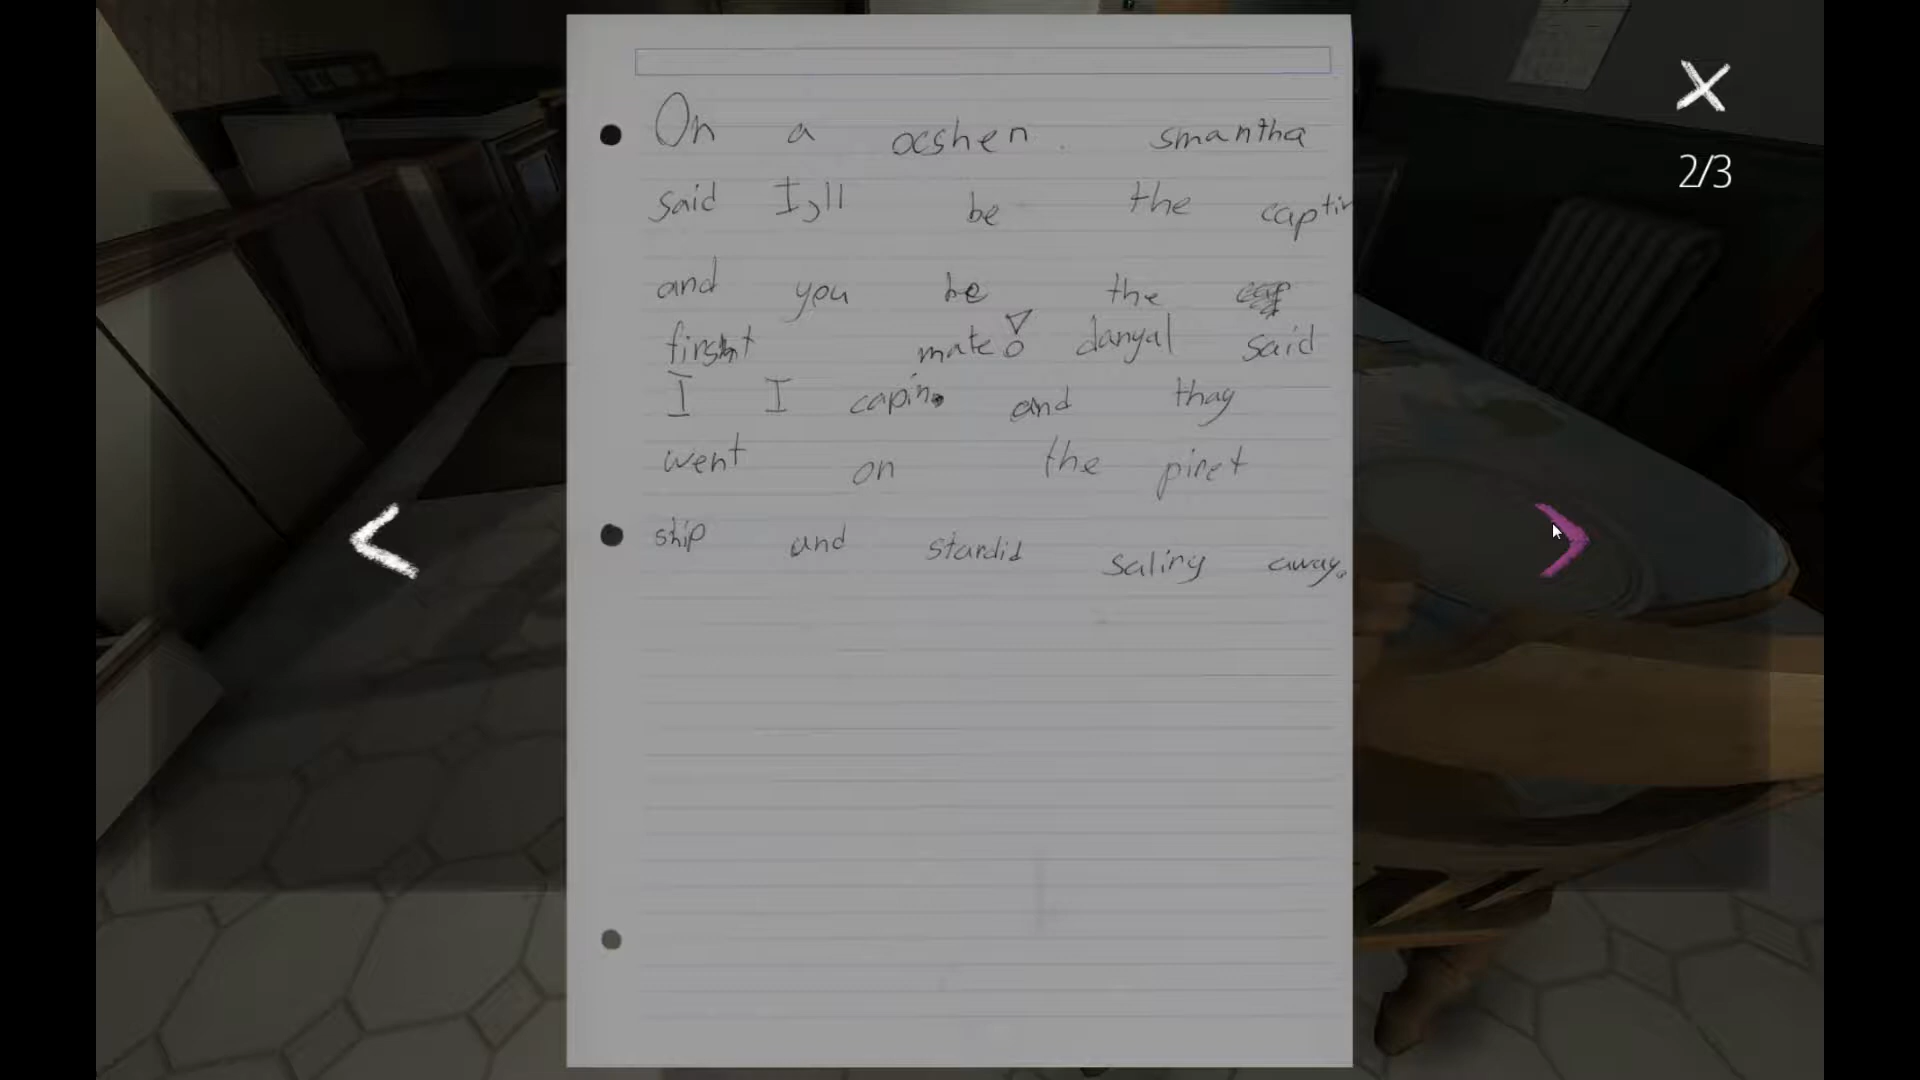 On a ocshen. smantha
2/3
said I,ll be the captin
and you be the
first mate! danyal said
I I capin. and thay
went on the piret
ship and stardid saling away.